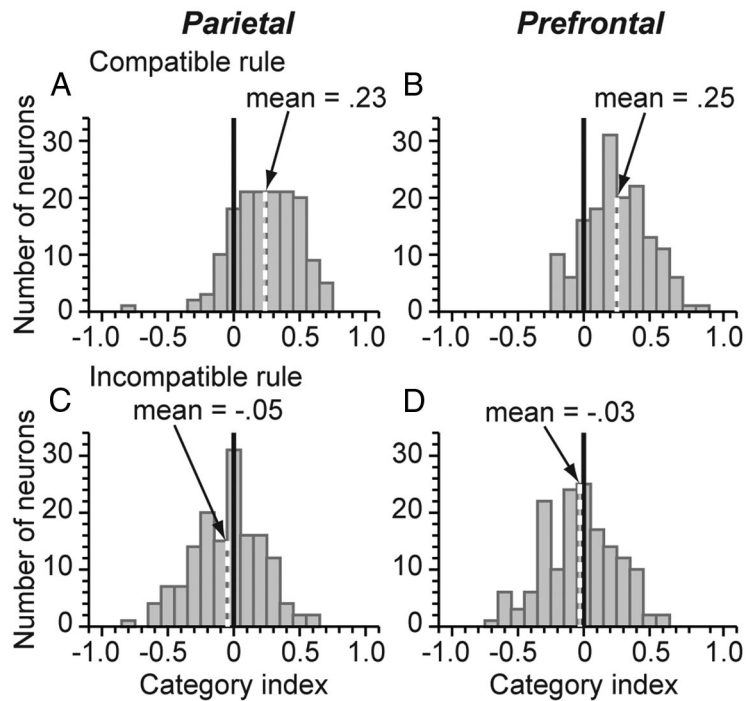 Parietal Prefrontal
Compatible rule
A
mean = .23
B
mean = .25
Number of neurons
30
20
10
0
30
20
10
0
-1.0 -0.5 0 0.5 1.0
-1.0 -0.5 0 0.5 1.0
Incompatible rule
C
mean = -.05
D
mean = -.03
Number of neurons
30
20
10
0
30
20
10
0
-1.0 -0.5 0 0.5 1.0
-1.0 -0.5 0 0.5 1.0
Category index
Category index